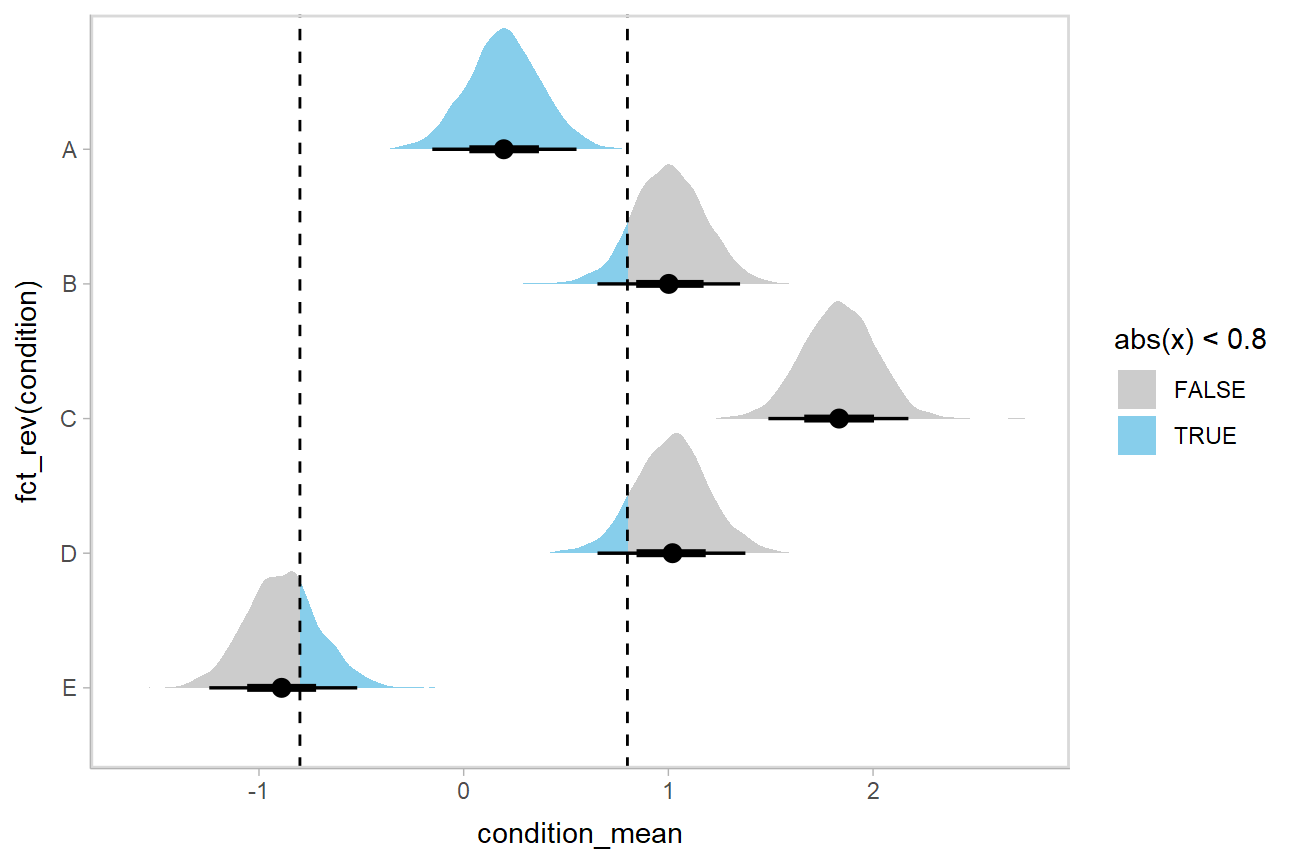 A
B
C
D
E
fct_rev(condition)
-1
0
1
2
condition_mean
abs(x) < 0.8
FALSE
TRUE